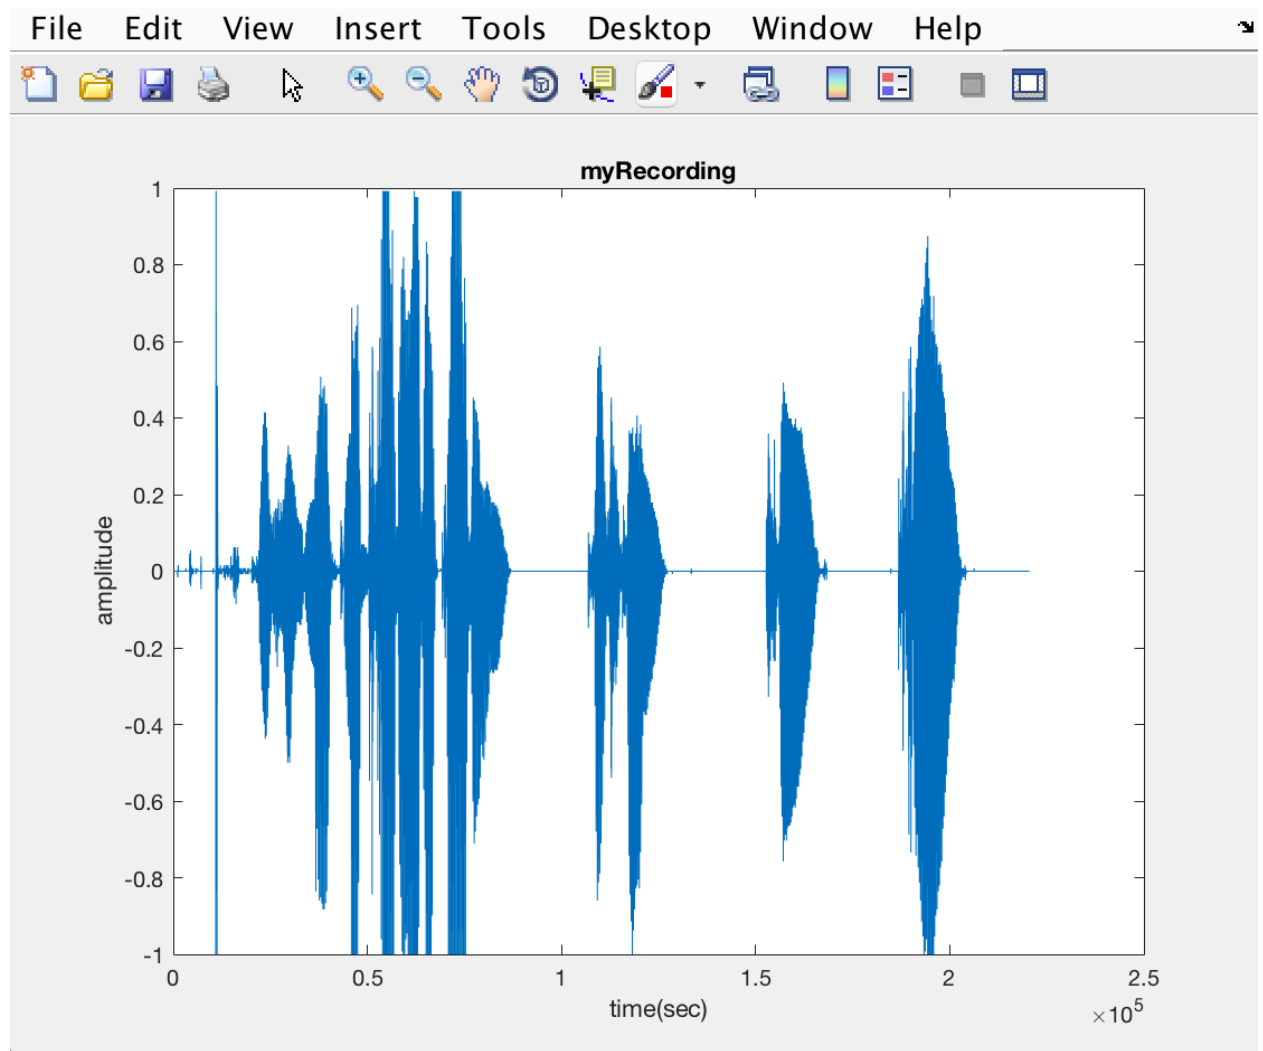 File Edit View Insert Tools Desktop Window Help
myRecording
1
0.8
0.6
0.4
0.2
0
-0.2
-0.4
-0.6
-0.8
-1
amplitude
0 0.5 1 1.5 2 2.5
time(sec)
×10⁵